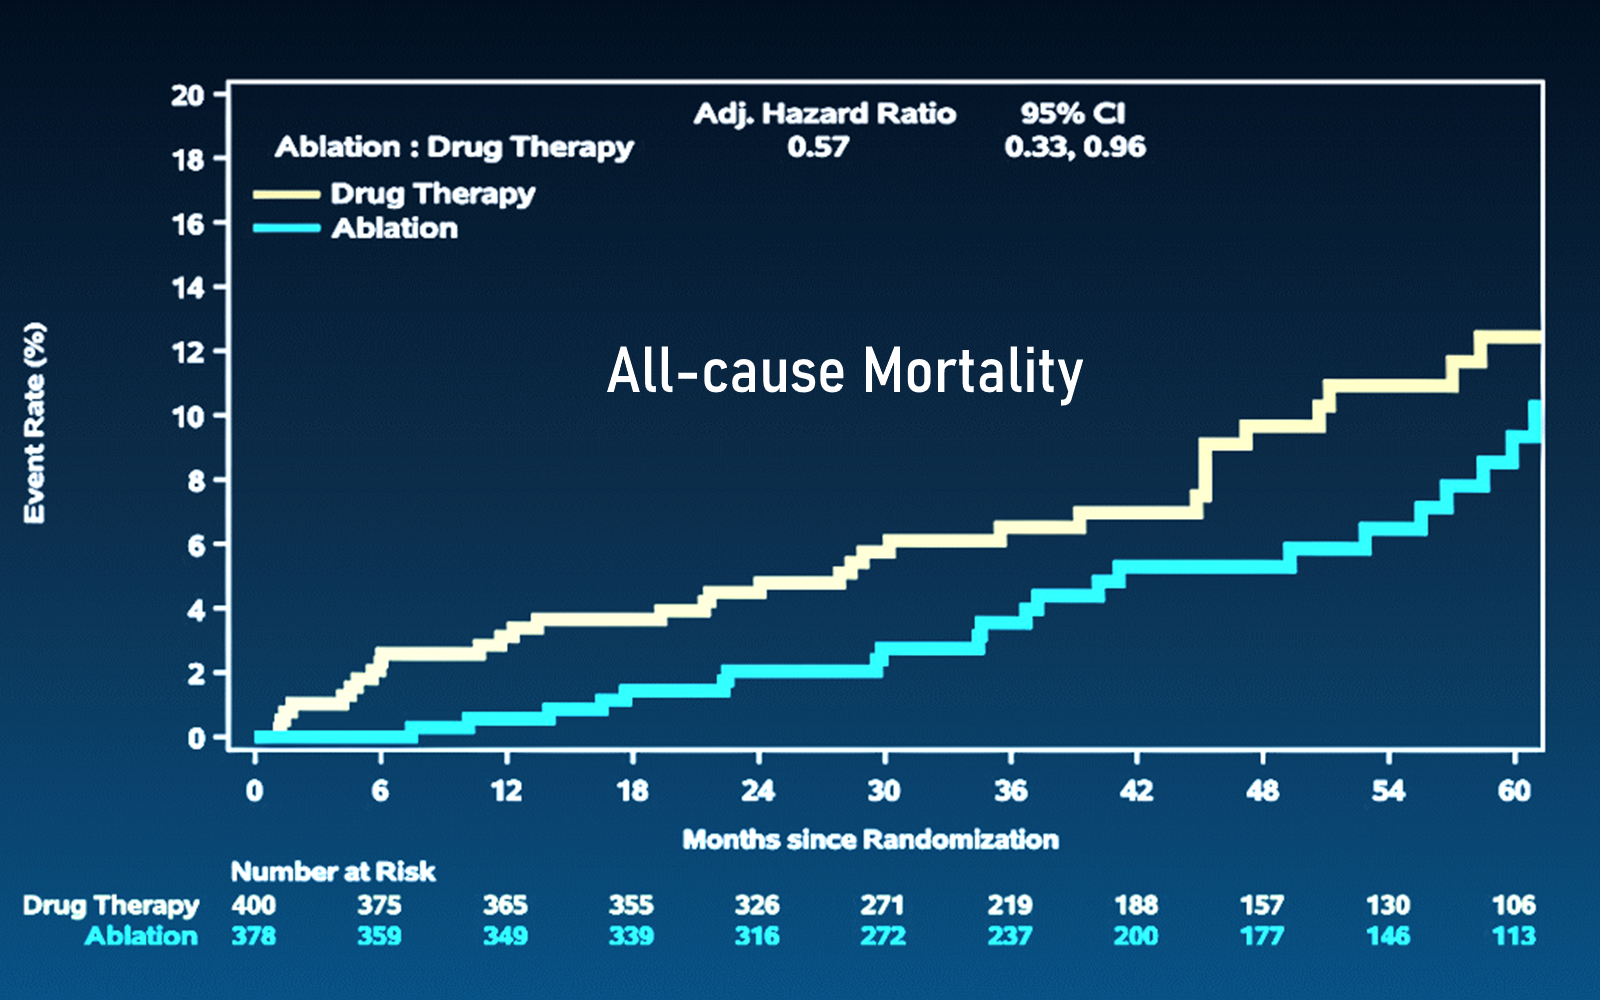 Adj. Hazard Ratio 95% CI
Ablation : Drug Therapy 0.57 0.33, 0.96
Drug Therapy
Ablation
All-cause Mortality
Event Rate (%)
20
18
16
14
12
10
8
6
4
2
0
0 6 12 18 24 30 36 42 48 54 60
Months since Randomization
Number at Risk
Drug Therapy 400 375 365 355 326 271 219 188 157 130 106
Ablation 378 359 349 339 316 272 237 200 177 146 113